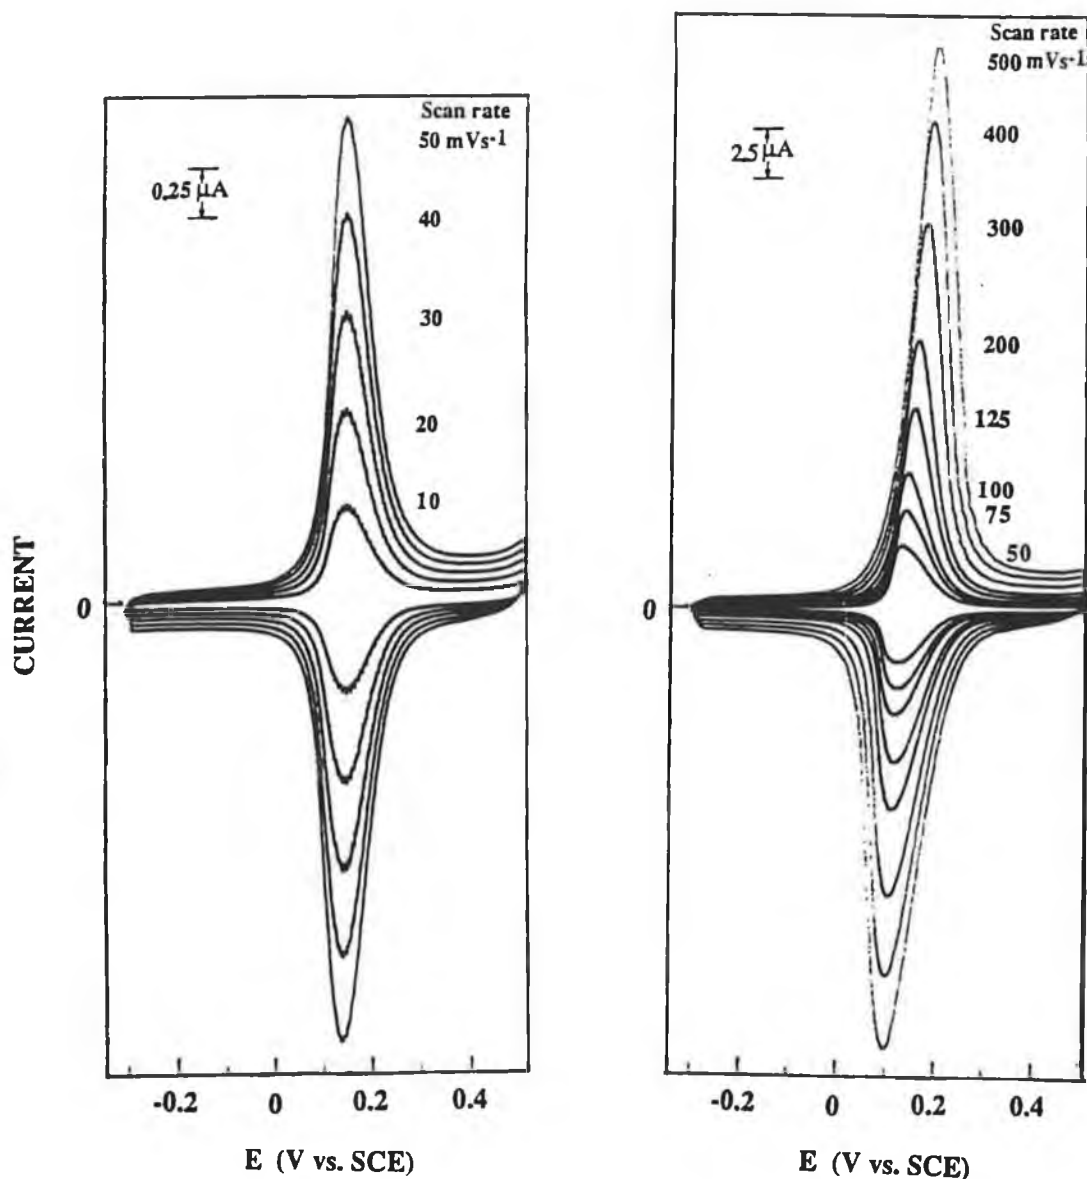 Scan rate
50 mVs-1
0.25 μA
40
30
20
10
0
-0.2 0 0.2 0.4
E (V vs. SCE)
CURRENT
Scan rate
500 mVs-1
2.5 μA
400
300
200
125
100
75
50
0
-0.2 0 0.2 0.4
E (V vs. SCE)